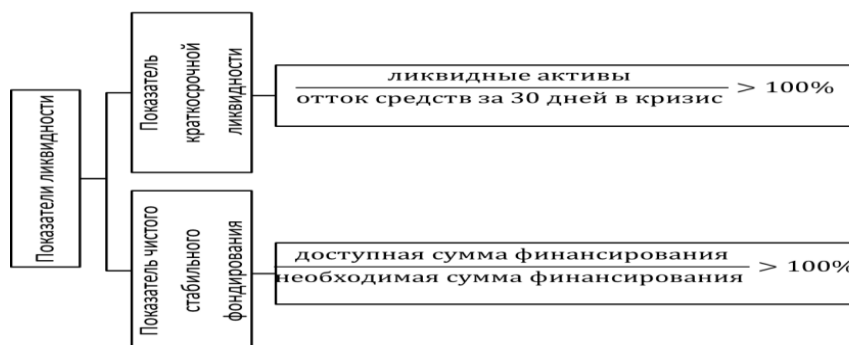 Показатели ликвидности
Показатель
краткосрочной
ликвидности
ликвидные активы
отток средств за 30 дней в кризис
> 100%
Показатель чистого
стабильного
фондирования
доступная сумма финансирования
необходимая сумма финансирования
> 100%